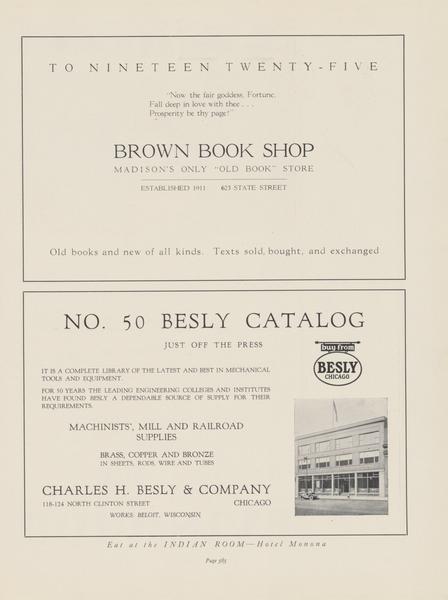 TO NINETEEN TWENTY-FIVE
"Now the fair goddess, Fortune,
Fall deep in love with thee . . .
Prosperity be thy page!"
BROWN BOOK SHOP
MADISON'S ONLY "OLD BOOK" STORE
ESTABLISHED 1911 623 STATE STREET
Old books and new of all kinds. Texts sold, bought, and exchanged
NO. 50 BESLY CATALOG
JUST OFF THE PRESS
buy from
BESLY
CHICAGO
IT IS A COMPLETE LIBRARY OF THE LATEST AND BEST IN MECHANICAL
TOOLS AND EQUIPMENT.
FOR 50 YEARS THE LEADING ENGINEERING COLLEGES AND INSTITUTES
HAVE FOUND BESLY A DEPENDABLE SOURCE OF SUPPLY FOR THEIR
REQUIREMENTS.
MACHINISTS', MILL AND RAILROAD
SUPPLIES
BRASS, COPPER AND BRONZE
IN SHEETS, RODS, WIRE AND TUBES
CHARLES H. BESLY & COMPANY
118-124 NORTH CLINTON STREET CHICAGO
WORKS: BELOIT, WISCONSIN
Eat at the INDIAN ROOM—Hotel Monona
Page 585